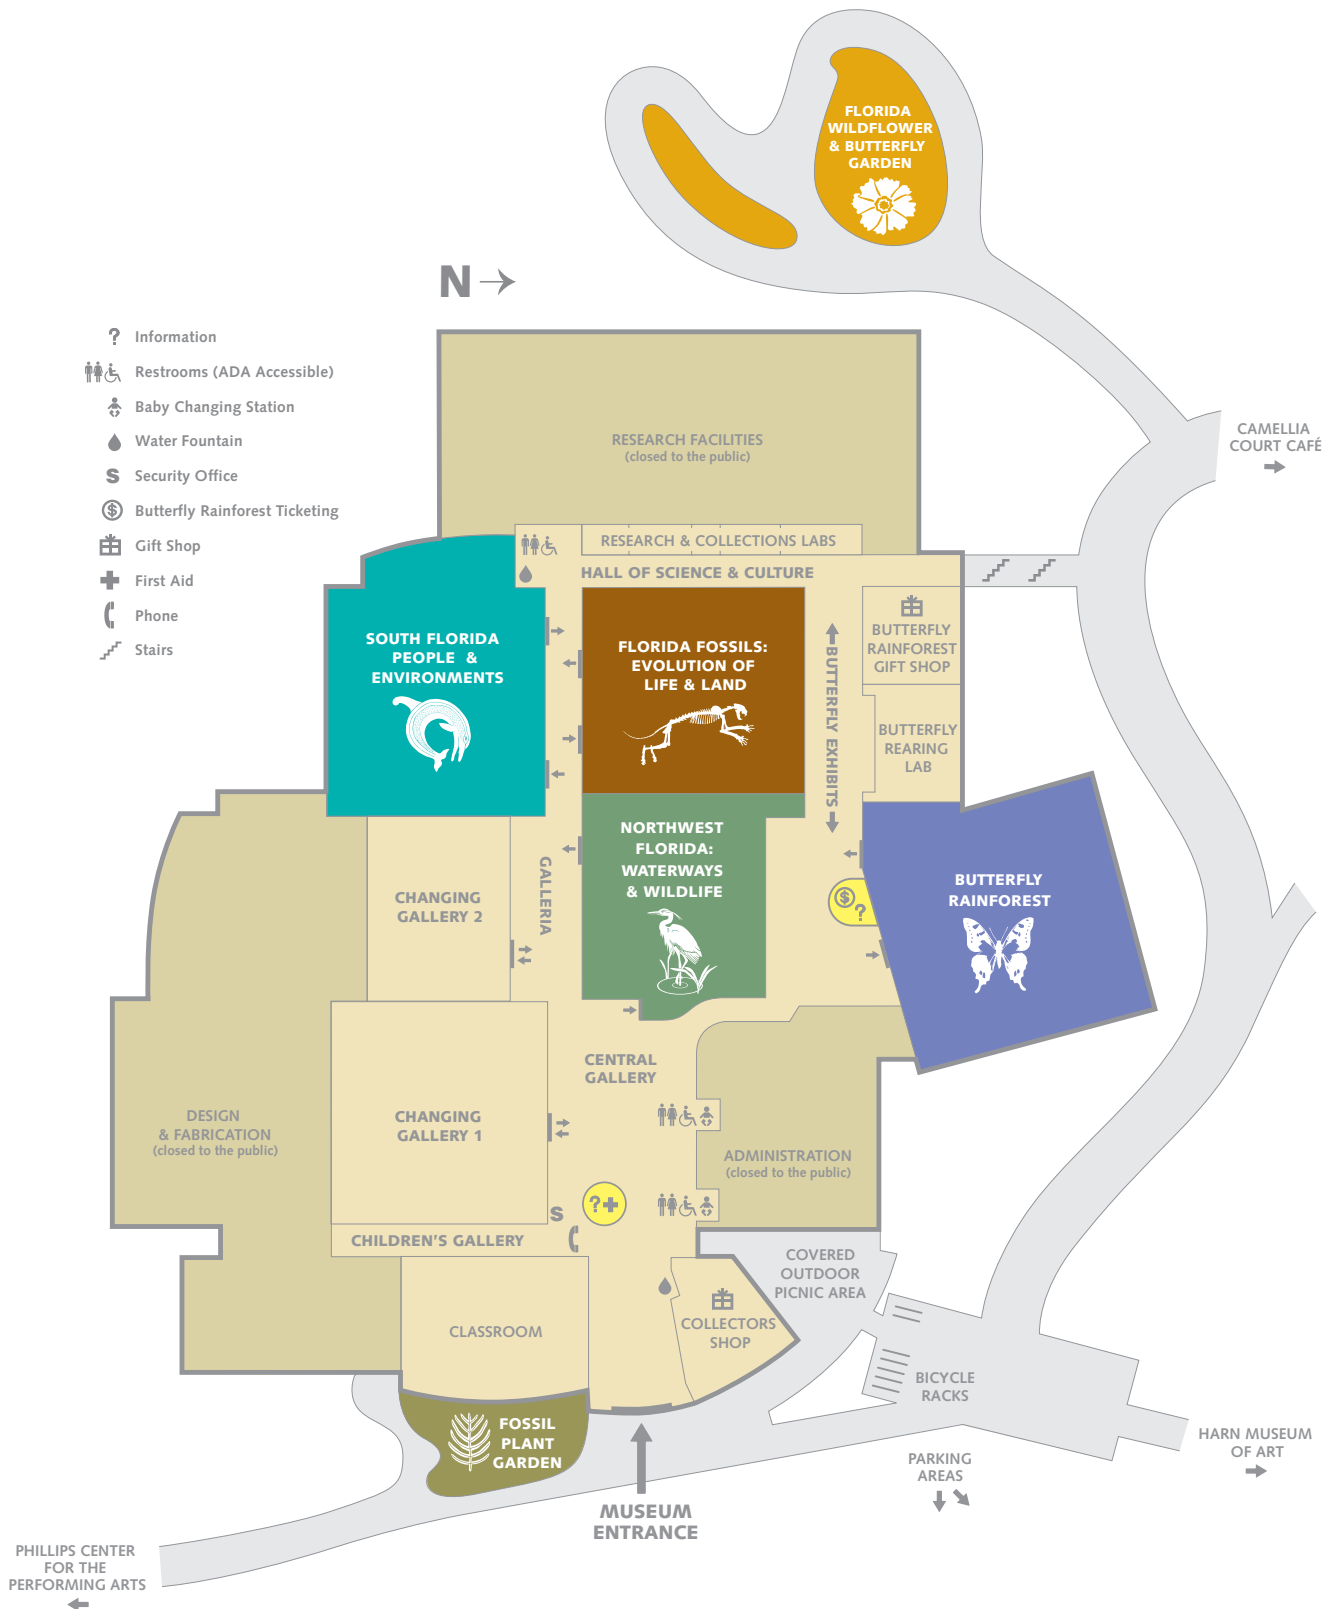 FLORIDA
WILDFLOWER
& BUTTERFLY
GARDEN
N
? Information
Restrooms (ADA Accessible)
Baby Changing Station
Water Fountain
S Security Office
$ Butterfly Rainforest Ticketing
Gift Shop
First Aid
Phone
Stairs
CAMELLIA
COURT CAFÉ
RESEARCH FACILITIES
(closed to the public)
RESEARCH & COLLECTIONS LABS
HALL OF SCIENCE & CULTURE
SOUTH FLORIDA
PEOPLE &
ENVIRONMENTS
FLORIDA FOSSILS:
EVOLUTION OF
LIFE & LAND
BUTTERFLY EXHIBITS
BUTTERFLY
RAINFOREST
GIFT SHOP
BUTTERFLY
REARING
LAB
NORTHWEST
FLORIDA:
WATERWAYS
& WILDLIFE
GALLERIA
CHANGING
GALLERY 2
$
?
BUTTERFLY
RAINFOREST
CENTRAL
GALLERY
CHANGING
GALLERY 1
DESIGN
& FABRICATION
(closed to the public)
ADMINISTRATION
(closed to the public)
?
S
CHILDREN'S GALLERY
COVERED
OUTDOOR
PICNIC AREA
CLASSROOM
COLLECTORS
SHOP
BICYCLE
RACKS
FOSSIL
PLANT
GARDEN
HARN MUSEUM
OF ART
PARKING
AREAS
MUSEUM
ENTRANCE
PHILLIPS CENTER
FOR THE
PERFORMING ARTS